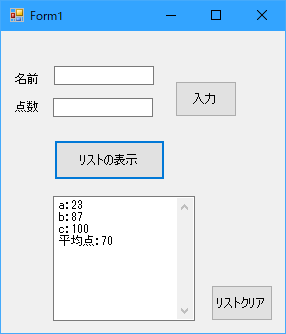 Form1
名前
点数
入力
リストの表示
a:23
b:87
c:100
平均点:70
リストクリア